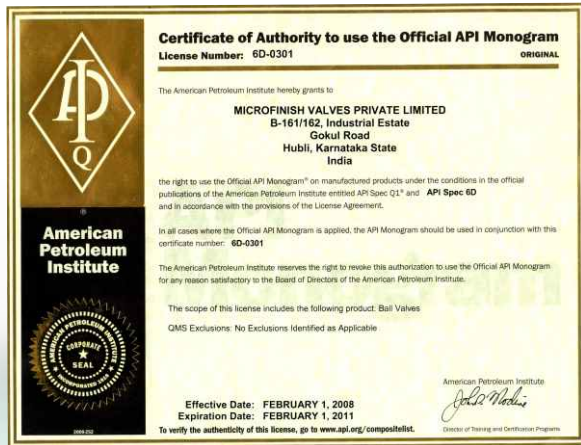 Certificate of Authority to use the Official API Monogram
License Number: 6D-0301
ORIGINAL
The American Petroleum Institute hereby grants to
MICROFINISH VALVES PRIVATE LIMITED
B-161/162, Industrial Estate
Gokul Road
Hubli, Karnataka State
India
the right to use the Official API Monogram® on manufactured products under the conditions in the official
publications of the American Petroleum Institute entitled API Spec Q1® and API Spec 6D
and in accordance with the provisions of the License Agreement.
In all cases where the Official API Monogram is applied, the API Monogram should be used in conjunction with this
certificate number: 6D-0301
The American Petroleum Institute reserves the right to revoke this authorization to use the Official API Monogram
for any reason satisfactory to the Board of Directors of the American Petroleum Institute.
The scope of this license includes the following product: Ball Valves
QMS Exclusions: No Exclusions Identified as Applicable
Effective Date: FEBRUARY 1, 2008
Expiration Date: FEBRUARY 1, 2011
To verify the authenticity of this license, go to www.api.org/compositelist.
American Petroleum Institute
Director of Training and Certification Programs
API
Q
®
American
Petroleum
Institute
AMERICAN PETROLEUM INSTITUTE
CORPORATE
SEAL